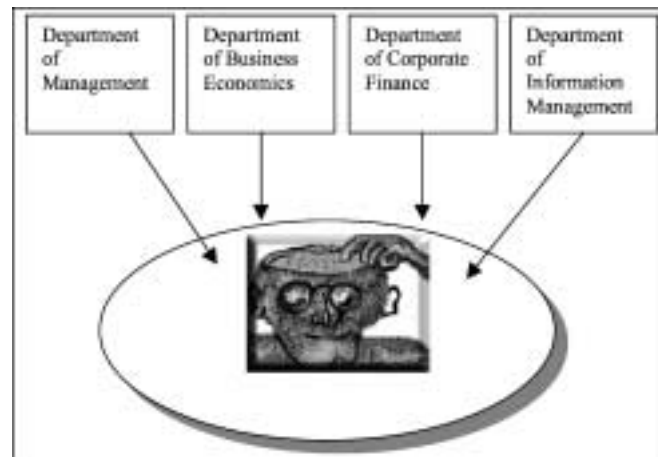 Department
of
Management
Department
of Business
Economics
Department
of Corporate
Finance
Department
of
Information
Management